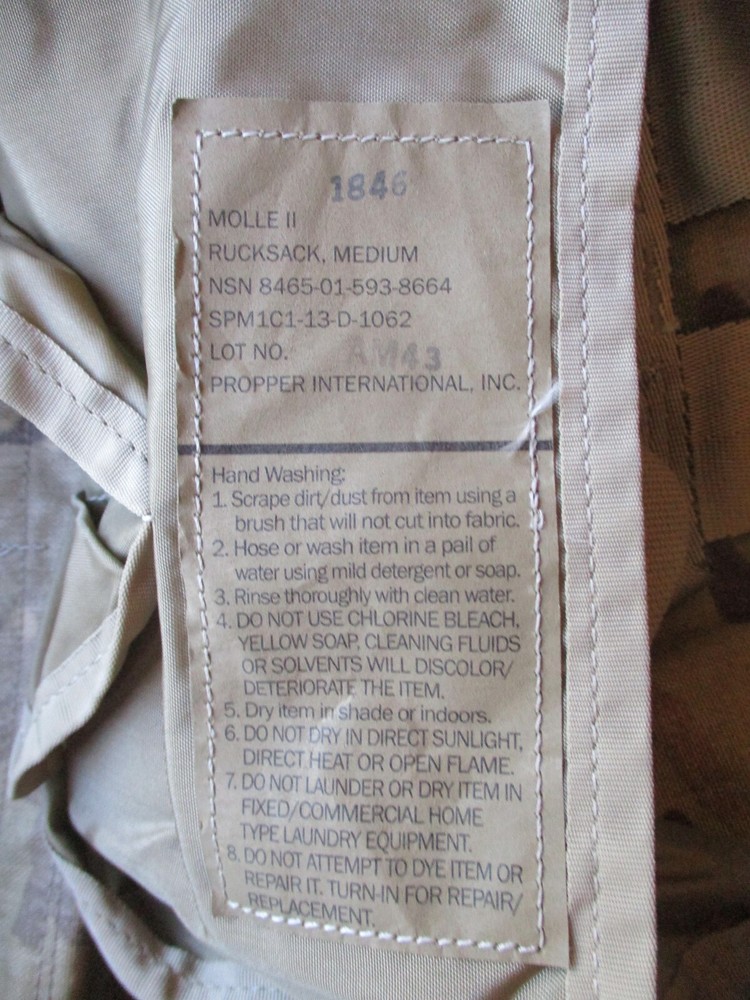 1846
MOLLE II
RUCKSACK, MEDIUM
NSN 8465-01-593-8664
SPM1C1-13-D-1062
LOT NO. AM43
PROPPER INTERNATIONAL, INC.
Hand Washing:
1. Scrape dirt/dust from item using a
brush that will not cut into fabric.
2. Hose or wash item in a pail of
water using mild detergent or soap.
3. Rinse thoroughly with clean water.
4. DO NOT USE CHLORINE BLEACH,
YELLOW SOAP, CLEANING FLUIDS
OR SOLVENTS WILL DISCOLOR/
DETERIORATE THE ITEM.
5. Dry item in shade or indoors.
6. DO NOT DRY IN DIRECT SUNLIGHT,
DIRECT HEAT OR OPEN FLAME.
7. DO NOT LAUNDER OR DRY ITEM IN
FIXED/COMMERCIAL HOME
TYPE LAUNDRY EQUIPMENT.
8. DO NOT ATTEMPT TO DYE ITEM OR
REPAIR IT. TURN-IN FOR REPAIR/
REPLACEMENT.